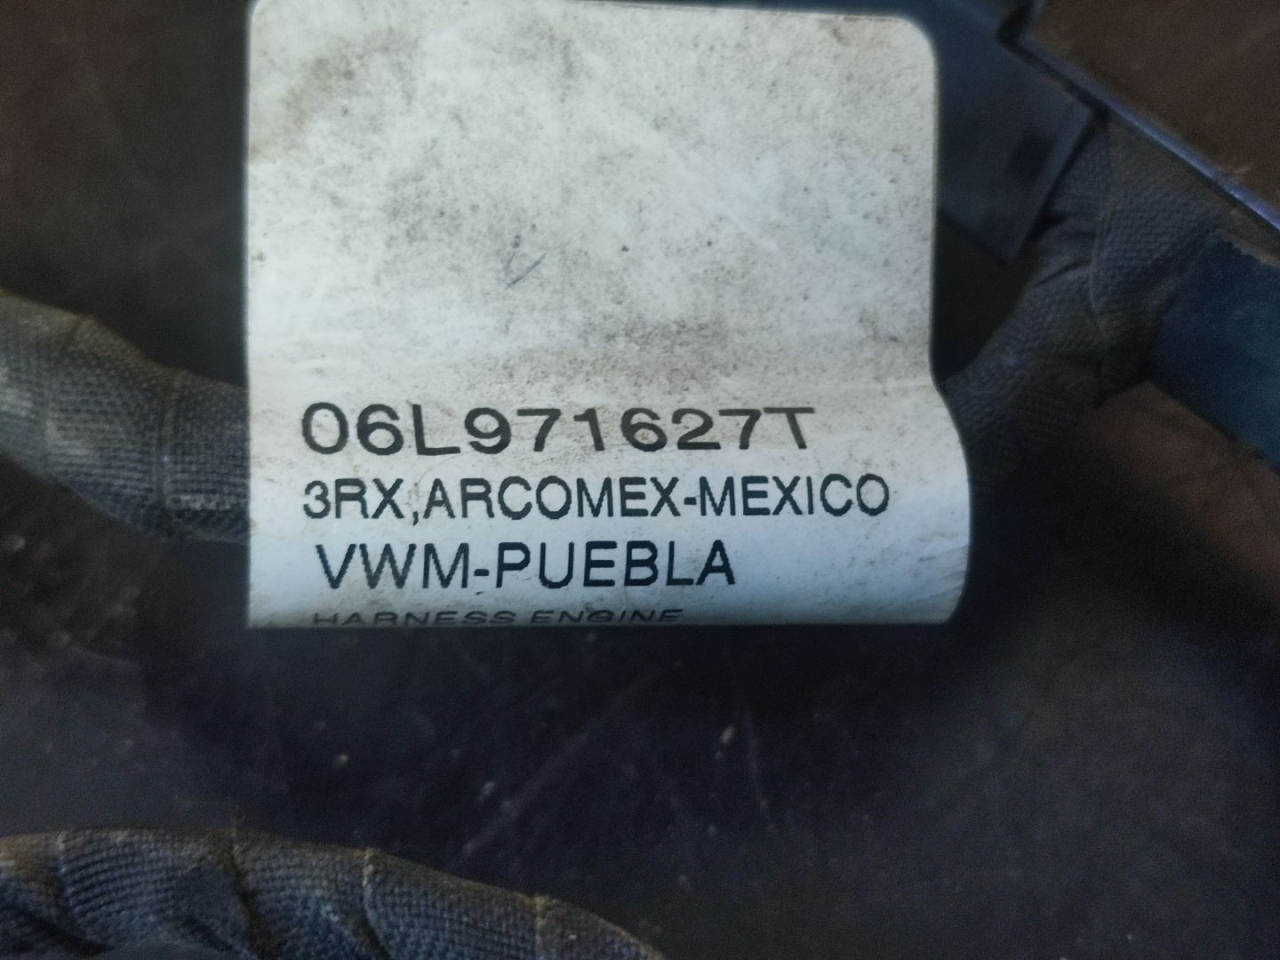 06L971627T
3RX,ARCOMEX-MEXICO
VWM-PUEBLA
HARNESS ENGINE